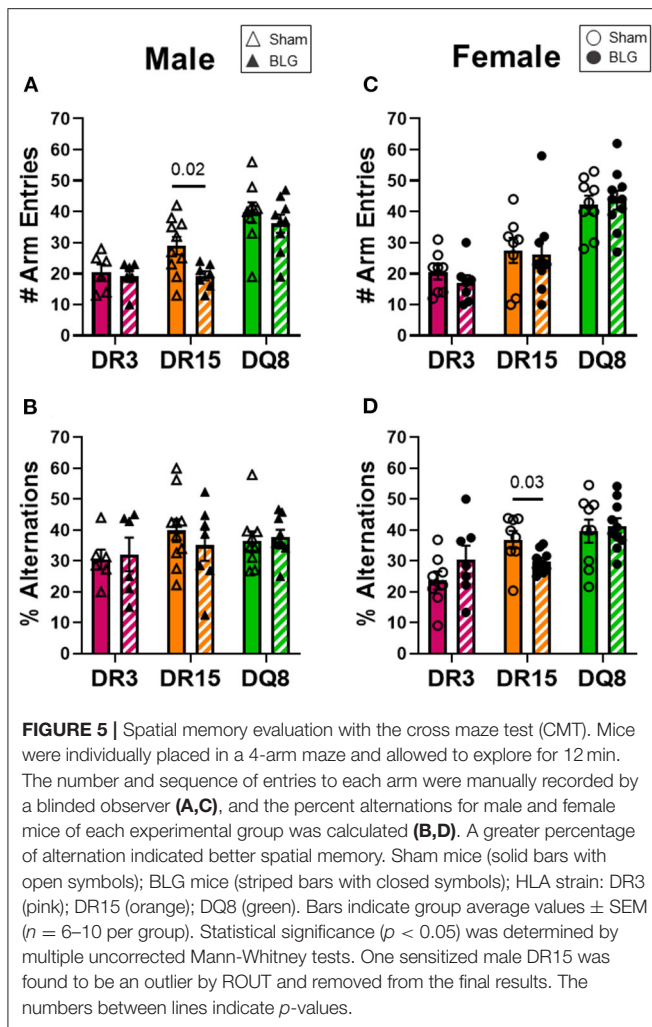 Male
△ Sham
▲ BLG
Female
○ Sham
● BLG
A
# Arm Entries
70
60
50
40
30
20
10
0
0.02
DR3 DR15 DQ8
C
# Arm Entries
70
60
50
40
30
20
10
0
DR3 DR15 DQ8
B
% Alternations
70
60
50
40
30
20
10
0
DR3 DR15 DQ8
D
% Alternations
70
60
50
40
30
20
10
0
0.03
DR3 DR15 DQ8
FIGURE 5 | Spatial memory evaluation with the cross maze test (CMT). Mice
were individually placed in a 4-arm maze and allowed to explore for 12 min.
The number and sequence of entries to each arm were manually recorded by
a blinded observer (A,C), and the percent alternations for male and female
mice of each experimental group was calculated (B,D). A greater percentage
of alternation indicated better spatial memory. Sham mice (solid bars with
open symbols); BLG mice (striped bars with closed symbols); HLA strain: DR3
(pink); DR15 (orange); DQ8 (green). Bars indicate group average values ± SEM
(n = 6–10 per group). Statistical significance (p < 0.05) was determined by
multiple uncorrected Mann-Whitney tests. One sensitized male DR15 was
found to be an outlier by ROUT and removed from the final results. The
numbers between lines indicate p-values.